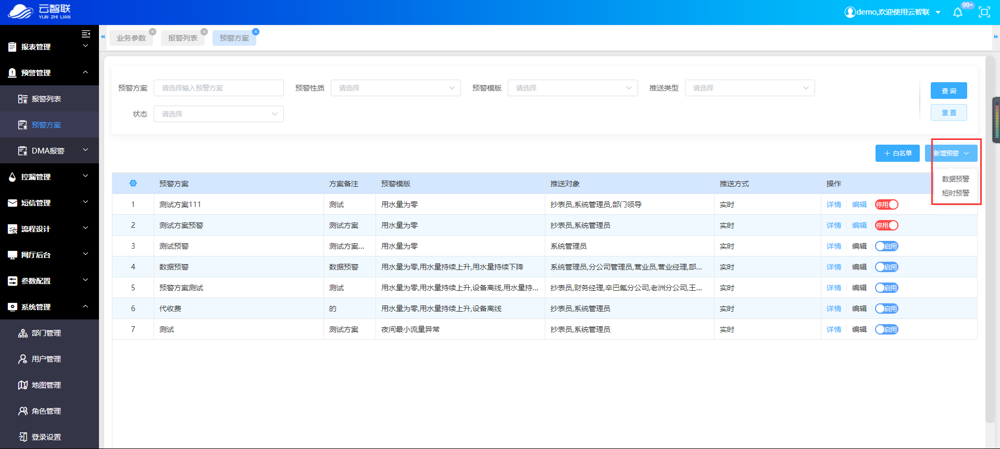 云智联
YUN ZHI LIAN
demo,欢迎使用云智联
99+
业务参数
报警列表
预警方案
报表管理
预警管理
报警列表
预警方案
DMA报警
控漏管理
短信管理
流程设计
网厅后台
参数配置
系统管理
部门管理
用户管理
地图管理
角色管理
登录设置
预警方案 请选择输入预警方案 预警性质 请选择 预警模版 请选择 推送类型 请选择
状态 请选择
查 询
重 置
白名单
新增预警
数据预警
短时预警
预警方案 方案备注 预警模版 推送对象 推送方式 操作
1 测试方案111 测试 用水量为零 抄表员,系统管理员,部门领导 实时 详情 编辑 停用
2 测试方案预警 测试方案 用水量为零 抄表员,系统管理员 实时 详情 编辑 停用
3 测试预警 测试方案... 用水量为零 系统管理员 实时 详情 编辑 启用
4 数据预警 数据预警 用水量为零,用水量持续上升,用水量持续下降 系统管理员,分公司管理员,营业员,营业经理,部... 实时 详情 编辑 启用
5 预警方案测试 测试 用水量为零,用水量持续上升,设备离线,用水量持... 抄表员,财务经理,辛巴氪分公司,老洲分公司,王... 实时 详情 编辑 启用
6 代收费 的 用水量为零,用水量持续上升,设备离线 抄表员,系统管理员 实时 详情 编辑 启用
7 测试 测试方案 夜间最小流量异常 抄表员,系统管理员 实时 详情 编辑 启用